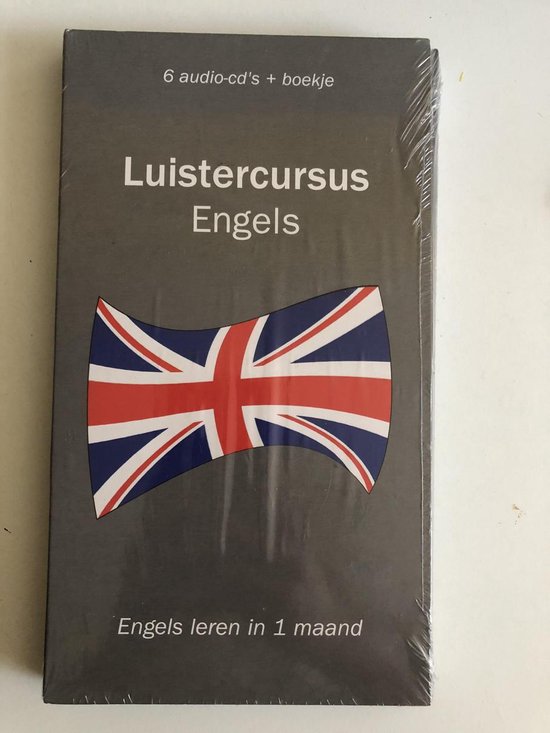 6 audio-cd's + boekje
Luistercursus
Engels
Engels leren in 1 maand